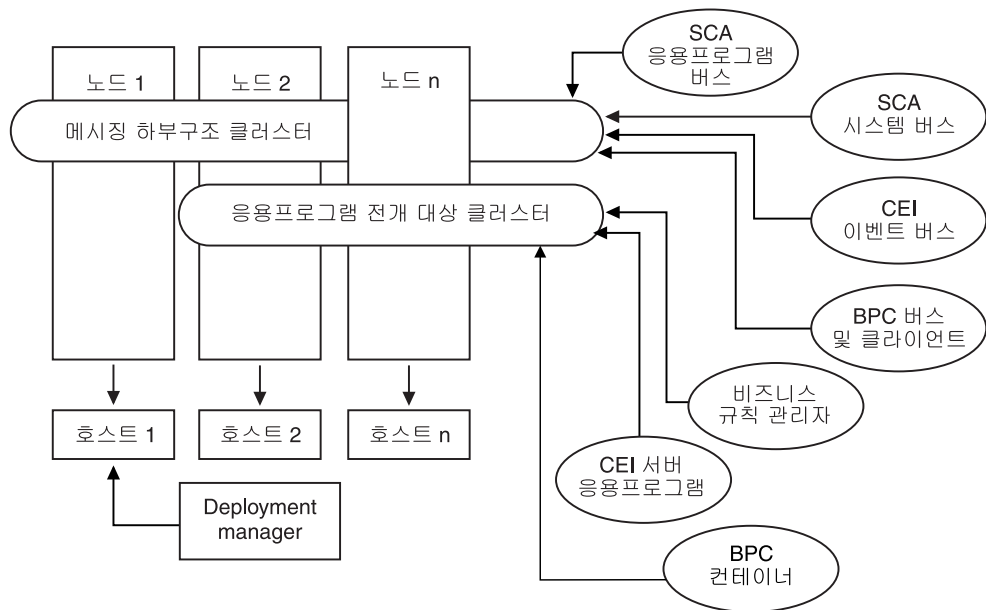 노드 1
노드 2
노드 n
메시징 하부구조 클러스터
응용프로그램 전개 대상 클러스터
호스트 1
호스트 2
호스트 n
Deployment
manager
SCA
응용프로그램
버스
SCA
시스템 버스
CEI
이벤트 버스
BPC 버스
및 클라이언트
비즈니스
규칙 관리자
CEI 서버
응용프로그램
BPC
컨테이너